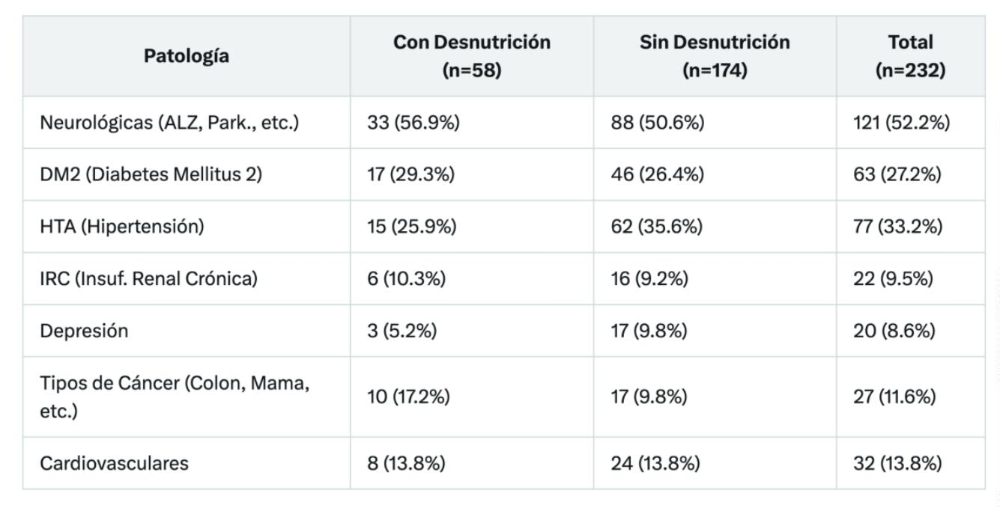 Patología
Con Desnutrición
(n=58)
Sin Desnutrición
(n=174)
Total
(n=232)
Neurológicas (ALZ, Park., etc.) 33 (56.9%) 88 (50.6%) 121 (52.2%)
DM2 (Diabetes Mellitus 2) 17 (29.3%) 46 (26.4%) 63 (27.2%)
HTA (Hipertensión) 15 (25.9%) 62 (35.6%) 77 (33.2%)
IRC (Insuf. Renal Crónica) 6 (10.3%) 16 (9.2%) 22 (9.5%)
Depresión 3 (5.2%) 17 (9.8%) 20 (8.6%)
Tipos de Cáncer (Colon, Mama,
etc.) 10 (17.2%) 17 (9.8%) 27 (11.6%)
Cardiovasculares 8 (13.8%) 24 (13.8%) 32 (13.8%)